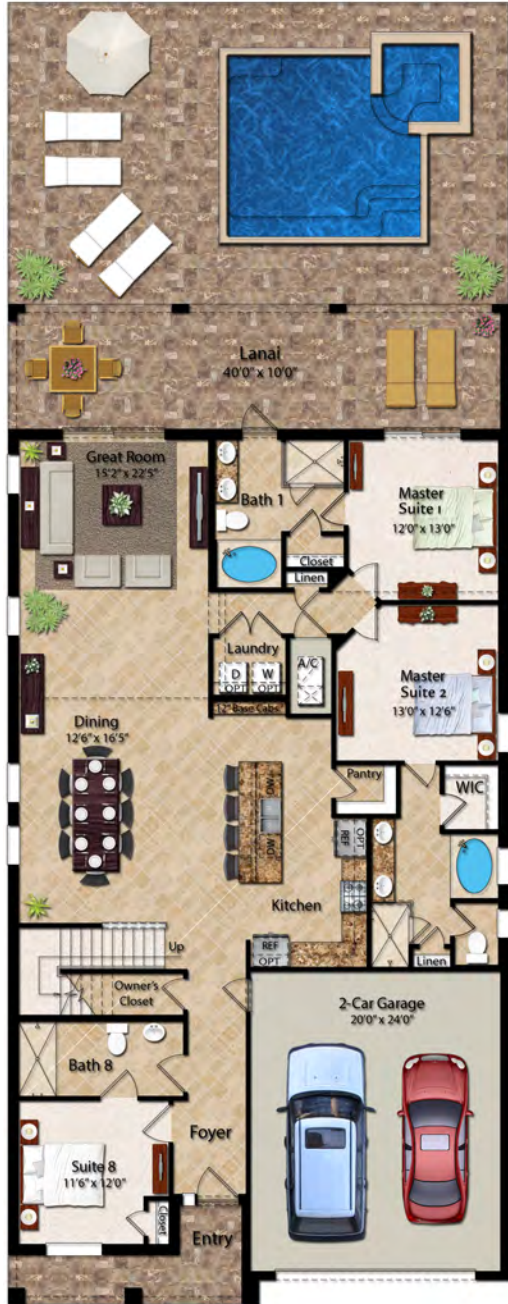 Lanai
40'0" x 10'0"
Great Room
15'2" x 22'5"
Bath 1
Master
Suite 1
12'0" x 13'0"
Closet
Linen
Laundry
D
W
OPT
OPT
A/C
Master
Suite 2
13'0" x 12'6"
12" Base Cabs
Dining
12'6" x 16'5"
Pantry
WIC
DW
DW
OPT
REF
Kitchen
Up
REF
OPT
Linen
Owner's
Closet
2-Car Garage
20'0" x 24'0"
Bath 8
Foyer
Suite 8
11'6" x 12'0"
Closet
Entry